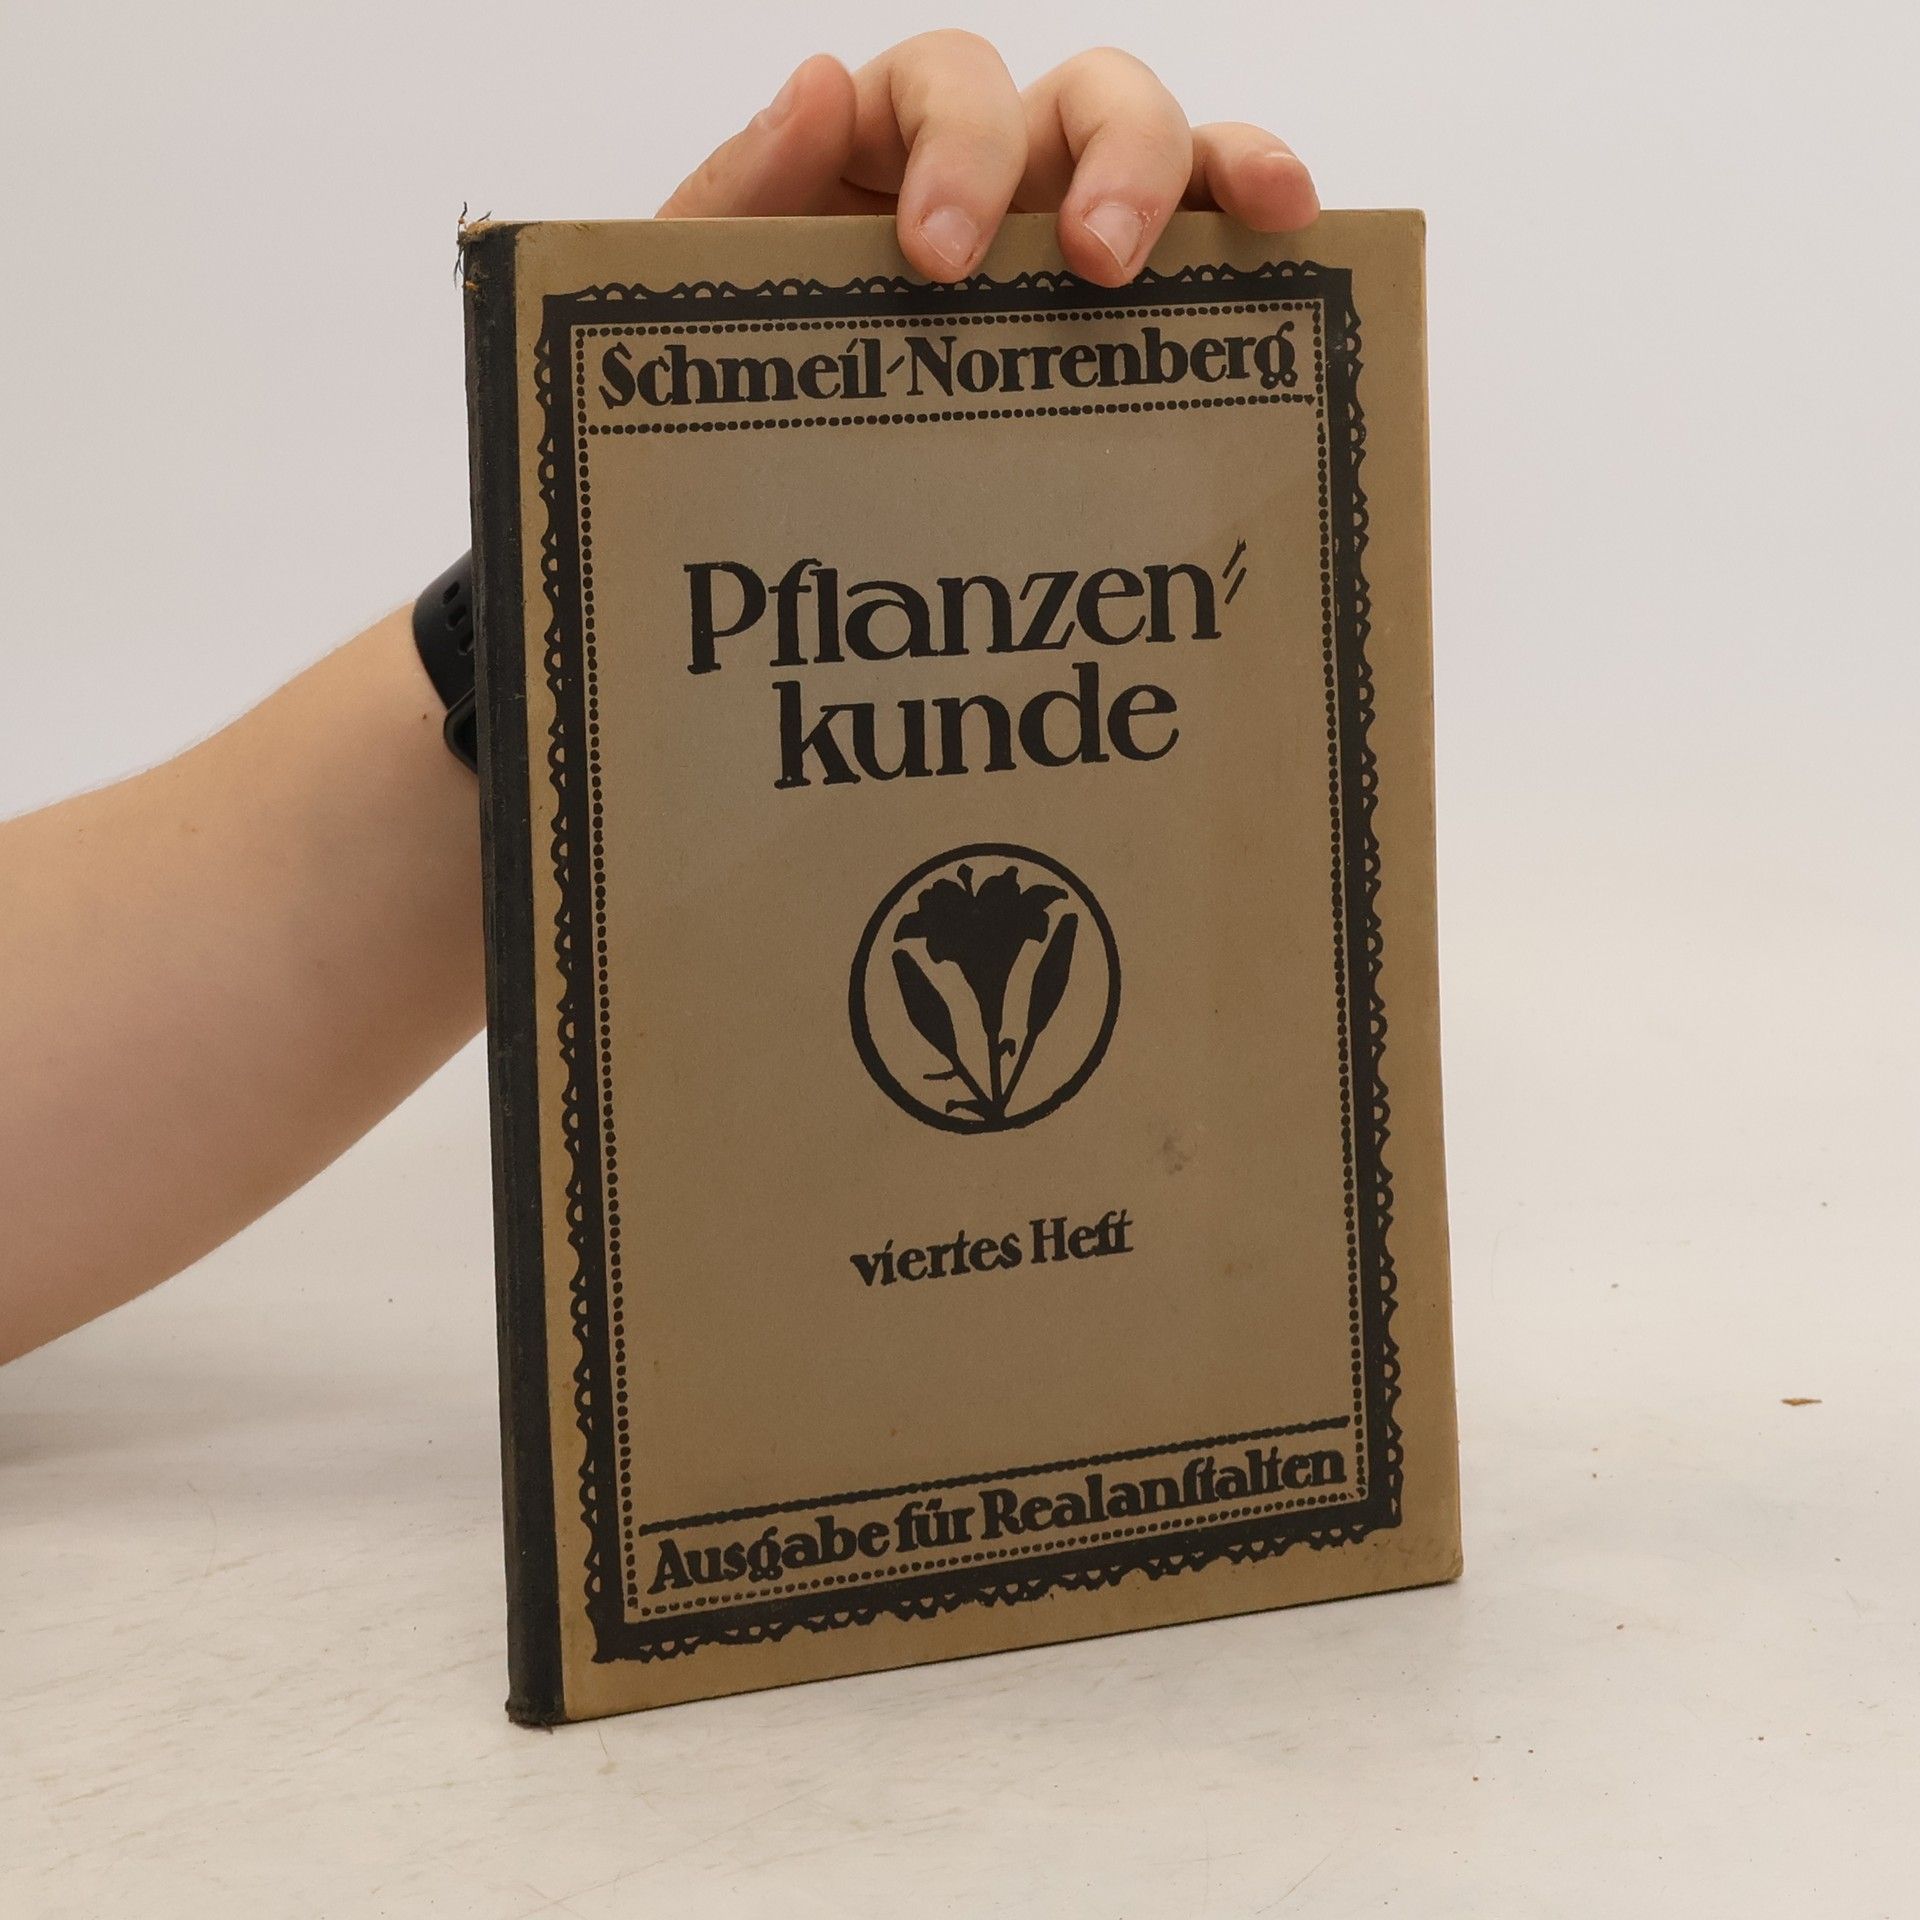 Schmeil-Norrenberg
Pflanzen-
kunde
viertes Heft
Ausgabe für Realanſtalten